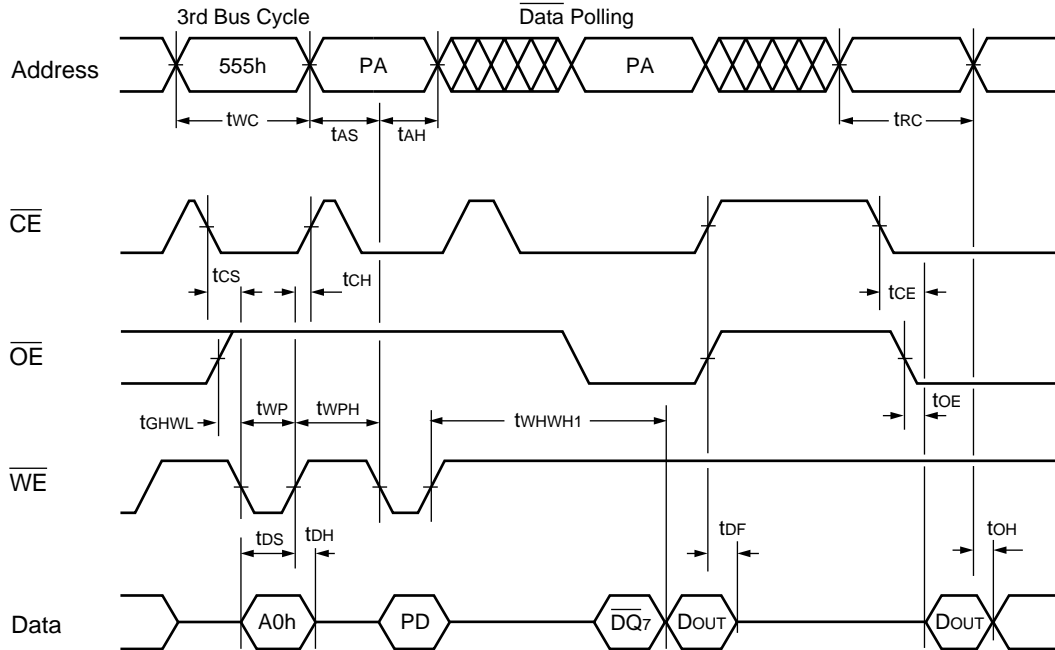 3rd Bus Cycle
Data Polling
Address
555h
PA
PA
tWC
tAS
tAH
tRC
CE
tCS
tCH
tCE
OE
tGHWL
tWP
tWPH
tWHWH1
tOE
WE
tDS
tDH
tDF
tOH
Data
A0h
PD
DQ7
DOUT
DOUT